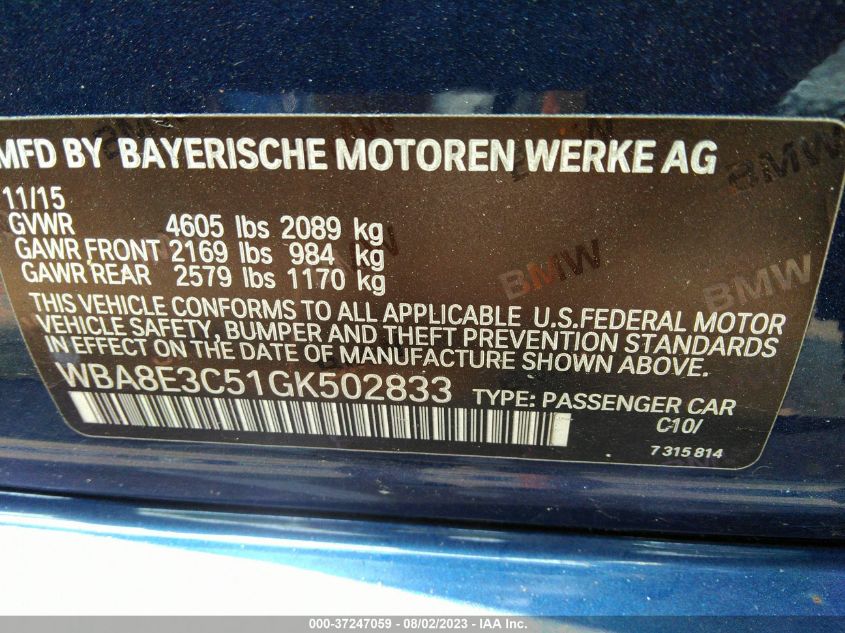 MFD BY BAYERISCHE MOTOREN WERKE AG
11/15
GVWR 4605 lbs 2089 kg
GAWR FRONT 2169 lbs 984 kg
GAWR REAR 2579 lbs 1170 kg
THIS VEHICLE CONFORMS TO ALL APPLICABLE U.S.FEDERAL MOTOR
VEHICLE SAFETY, BUMPER AND THEFT PREVENTION STANDARDS
IN EFFECT ON THE DATE OF MANUFACTURE SHOWN ABOVE.
WBA8E3C51GK502833 TYPE: PASSENGER CAR
C10/
7 315 814
BMW
BMW
BMW
000-37247059 - 08/02/2023 - IAA Inc.